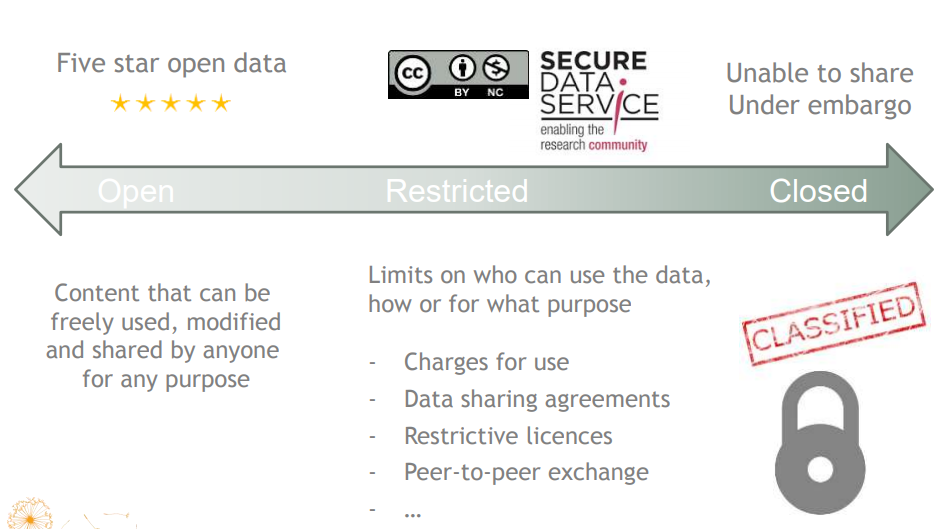 Five star open data
CC BY NC
SECURE
DATA
SERVICE
enabling the
research community
Unable to share
Under embargo
Open
Restricted
Closed
Content that can be
freely used, modified
and shared by anyone
for any purpose
Limits on who can use the data,
how or for what purpose
- Charges for use
- Data sharing agreements
- Restrictive licences
- Peer-to-peer exchange
- …
CLASSIFIED